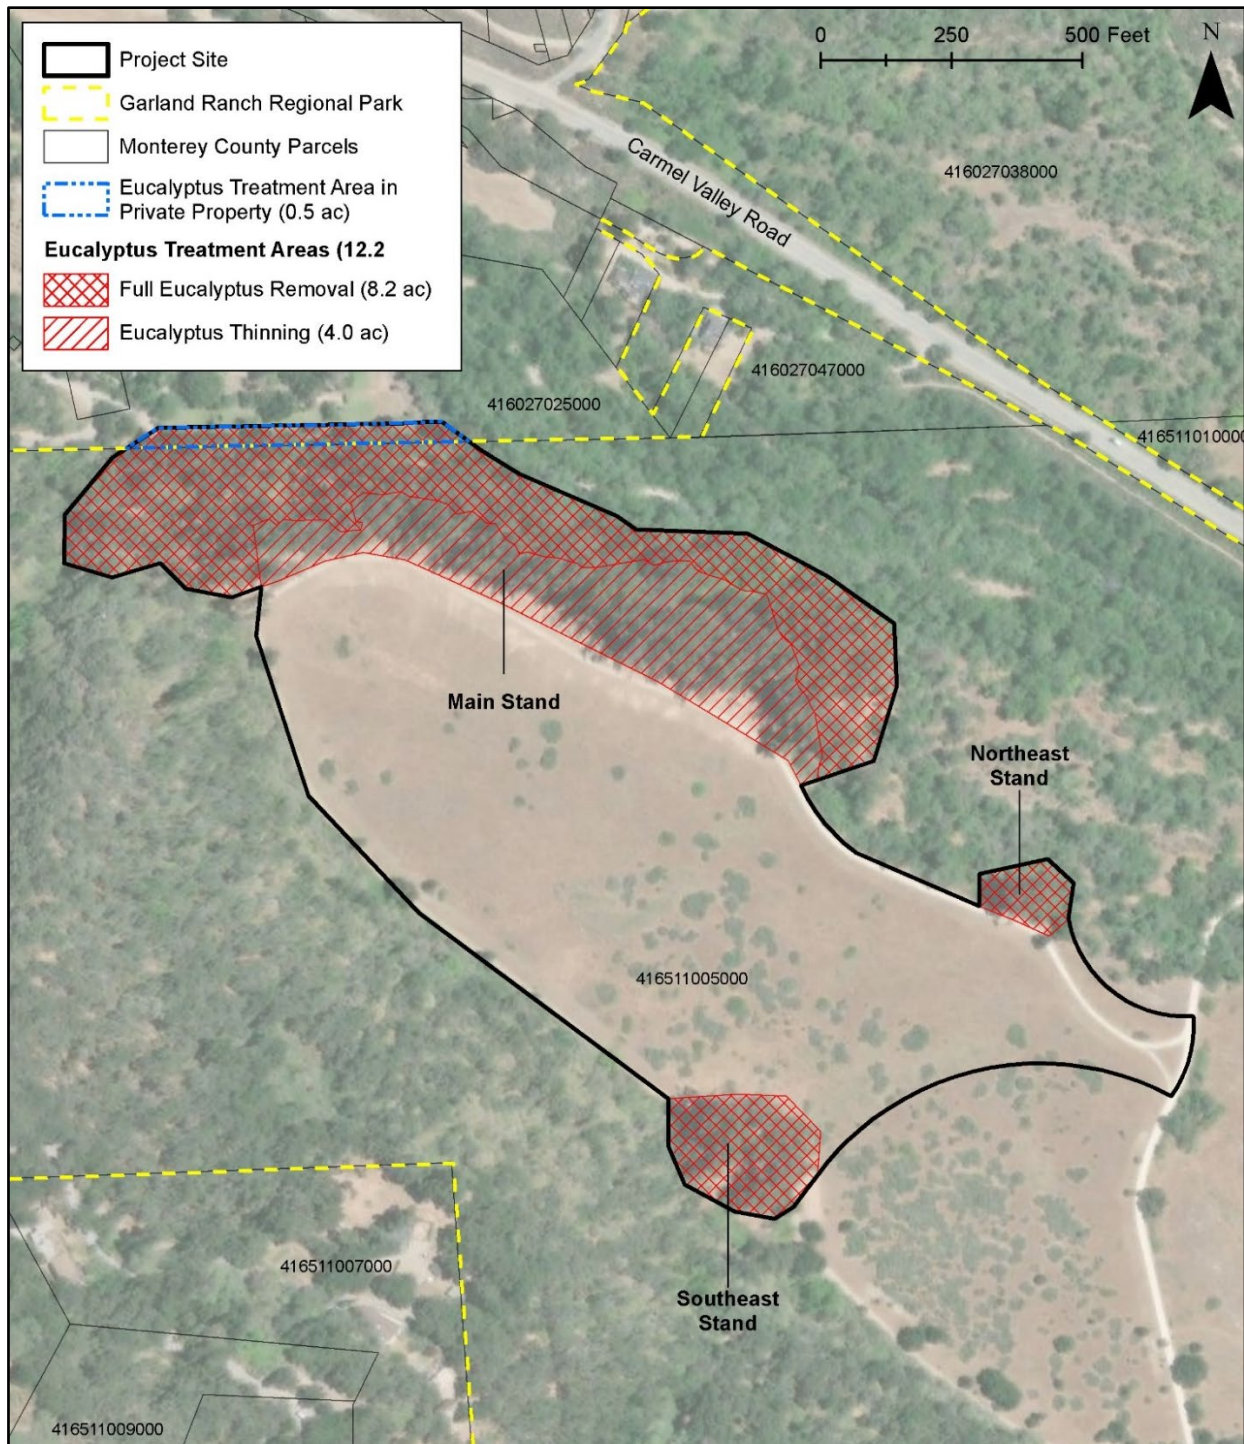 Project Site
Garland Ranch Regional Park
Monterey County Parcels
Eucalyptus Treatment Area in
Private Property (0.5 ac)
Eucalyptus Treatment Areas (12.2
Full Eucalyptus Removal (8.2 ac)
Eucalyptus Thinning (4.0 ac)
0 250 500 Feet
N
Carmel Valley Road
416027038000
416027047000
416027025000
416511010000
Main Stand
Northeast
Stand
416511005000
416511007000
Southeast
Stand
416511009000